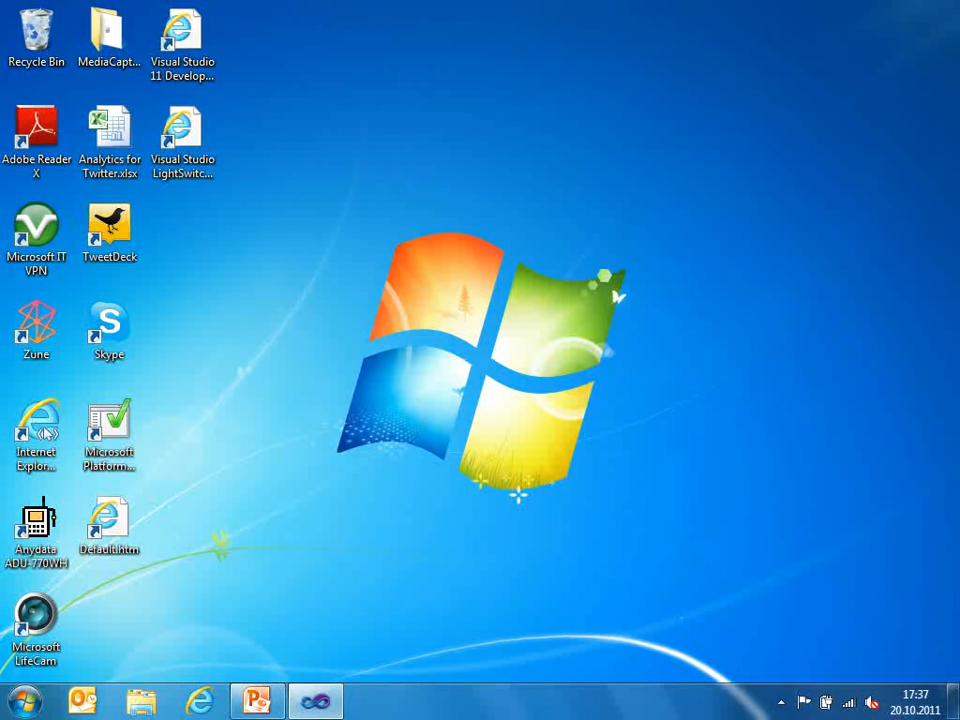 Recycle Bin
MediaCapt...
Visual Studio
11 Develop...
Adobe Reader
X
Analytics for
Twitter.xlsx
Visual Studio
LightSwitc...
Microsoft IT
VPN
TweetDeck
Zune
Skype
Internet
Explor...
Microsoft
Platform...
Anydata
ADU-770WH
Default.htm
Microsoft
LifeCam
17:37
20.10.2011